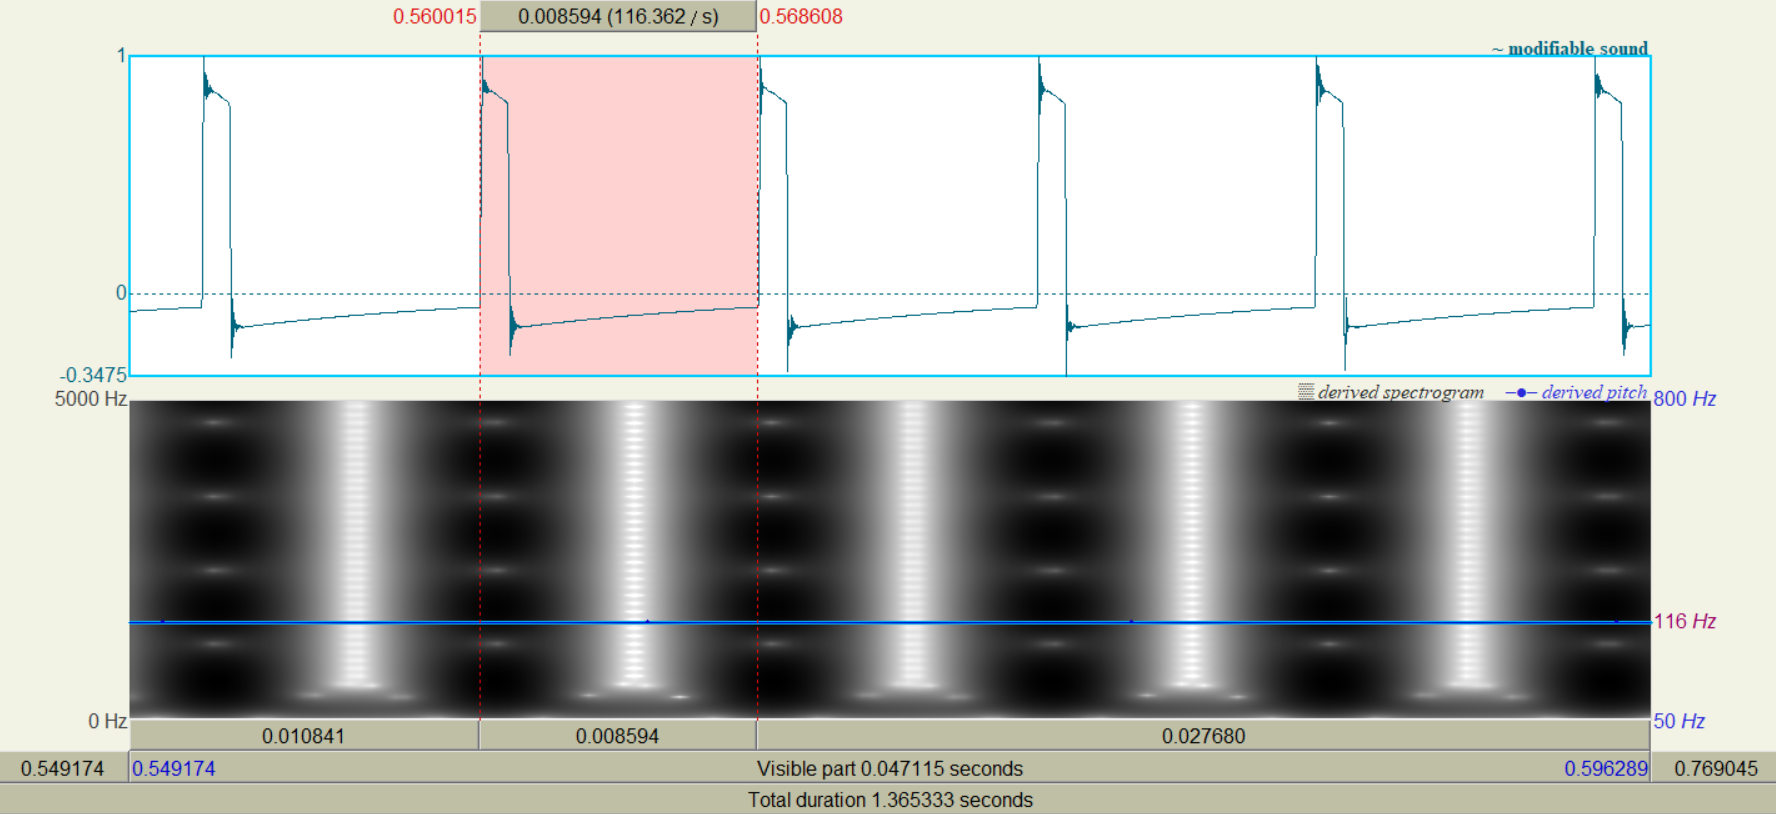 0.560015 0.008594 (116.362 / s) 0.568608
~ modifiable sound
1
0
-0.3475
derived spectrogram derived pitch
5000 Hz 800 Hz
116 Hz
0 Hz 50 Hz
0.010841 0.008594 0.027680
0.549174 0.549174 Visible part 0.047115 seconds 0.596289 0.769045
Total duration 1.365333 seconds